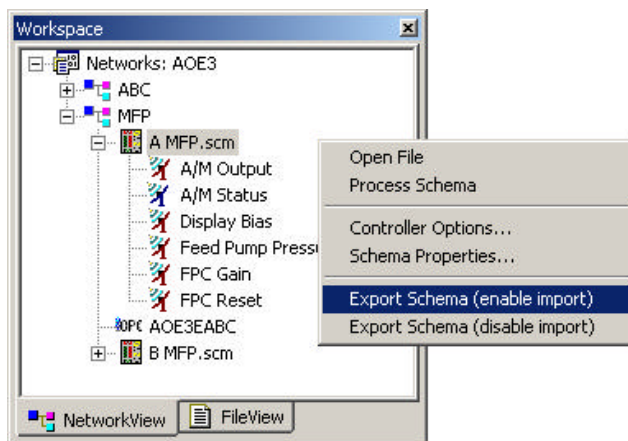 Workspace
Networks: AOE3
ABC
MFP
A MFP.scm
A/M Output
A/M Status
Display Bias
Feed Pump Pressu
FPC Gain
FPC Reset
OPC AOE3EABC
B MFP.scm
Open File
Process Schema
Controller Options...
Schema Properties...
Export Schema (enable import)
Export Schema (disable import)
NetworkView
FileView